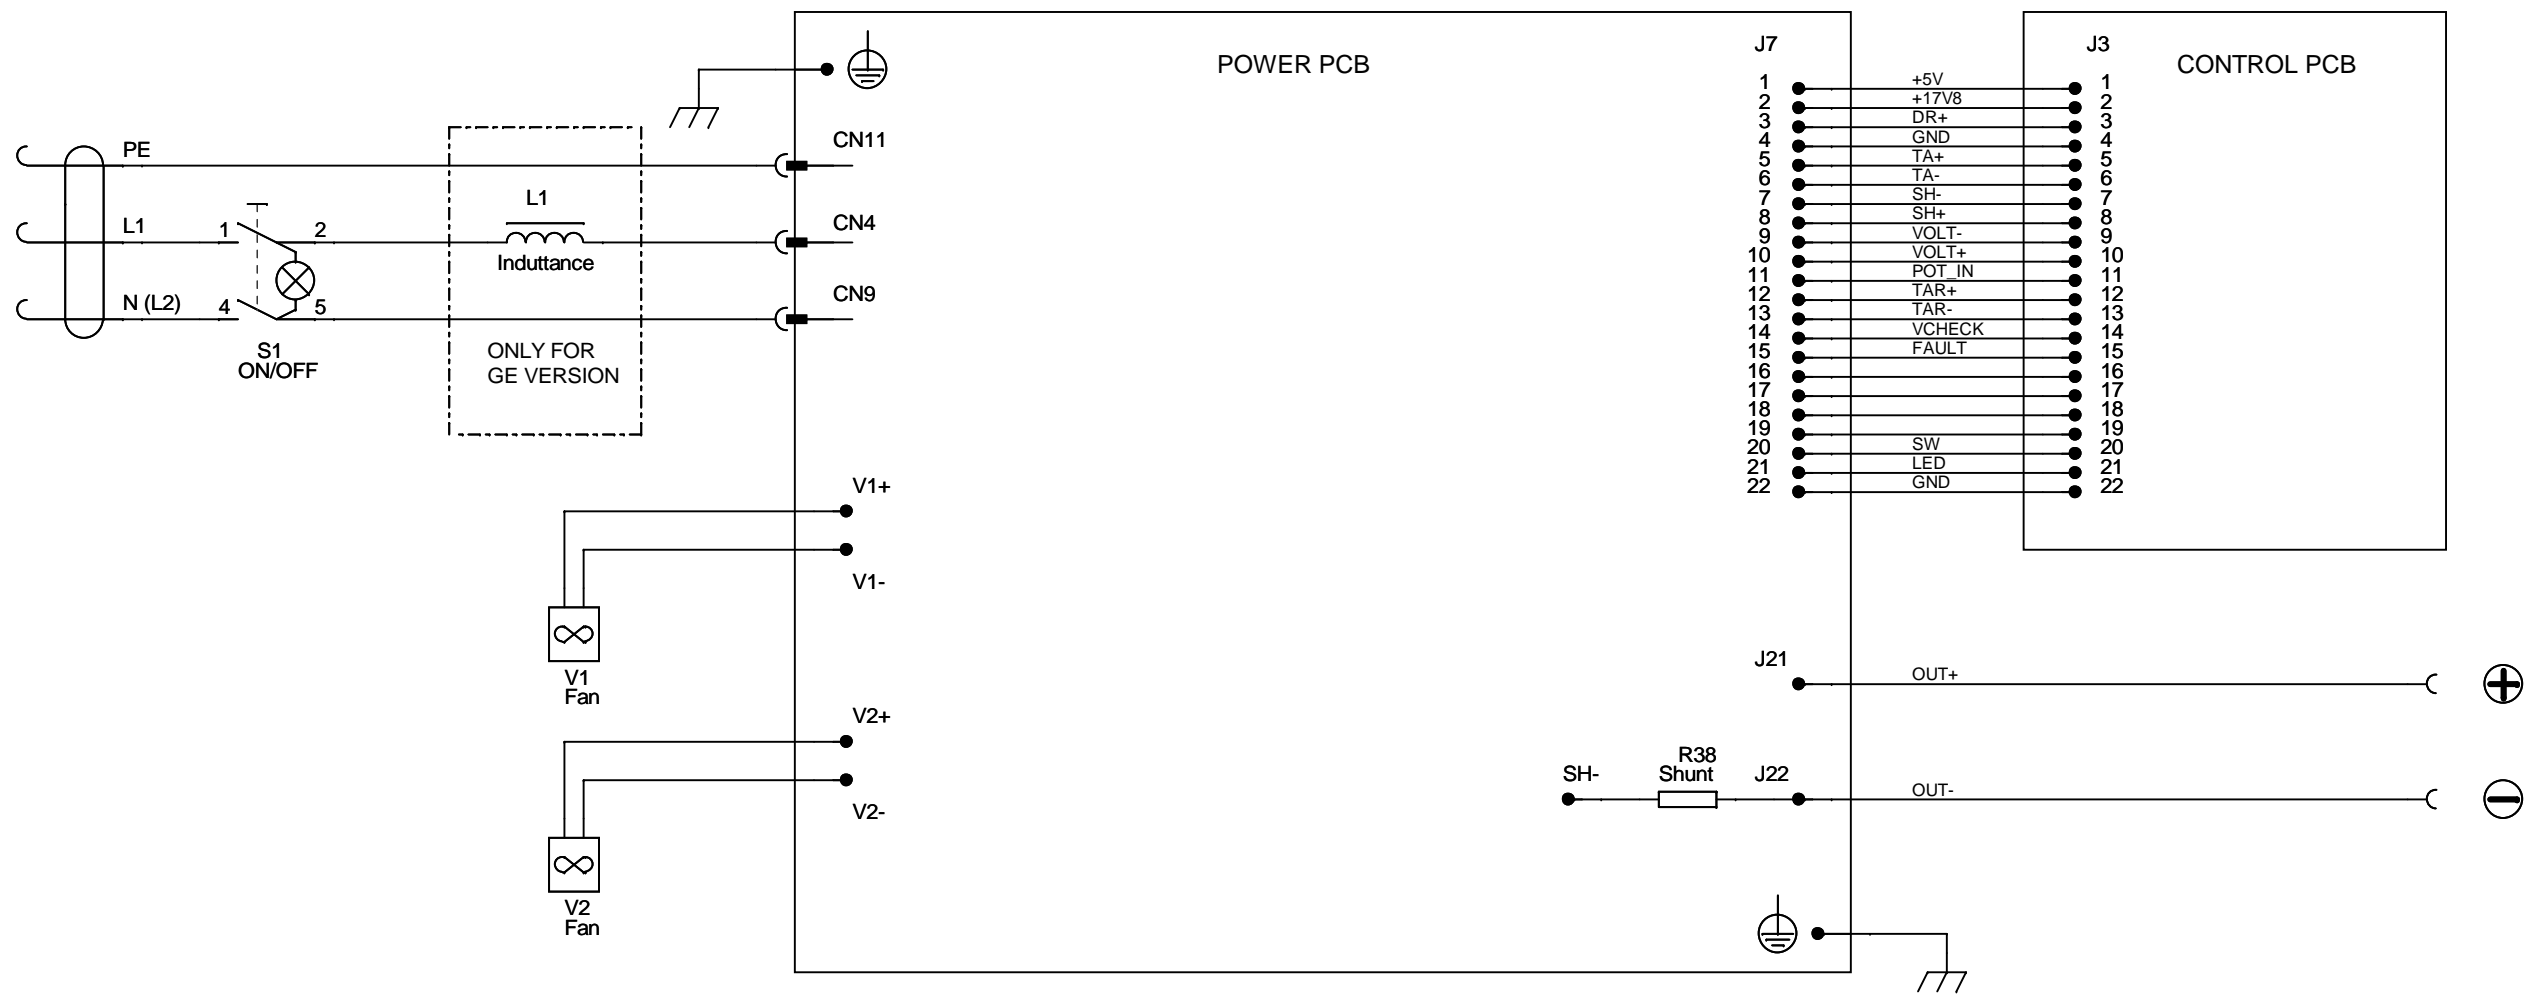 POWER PCB
CONTROL PCB
PE
L1
N (L2)
1
2
4
5
S1
ON/OFF
L1
Induttance
ONLY FOR
GE VERSION
CN11
CN4
CN9
V1+
V1-
V1
Fan
V2+
V2-
V2
Fan
J7
J3
1 +5V 1
2 +17V8 2
3 DR+ 3
4 GND 4
5 TA+ 5
6 TA- 6
7 SH- 7
8 SH+ 8
9 VOLT- 9
10 VOLT+ 10
11 POT_IN 11
12 TAR+ 12
13 TAR- 13
14 VCHECK 14
15 FAULT 15
16 16
17 17
18 18
19 19
20 SW 20
21 LED 21
22 GND 22
J21
OUT+
SH-
R38
Shunt
J22
OUT-